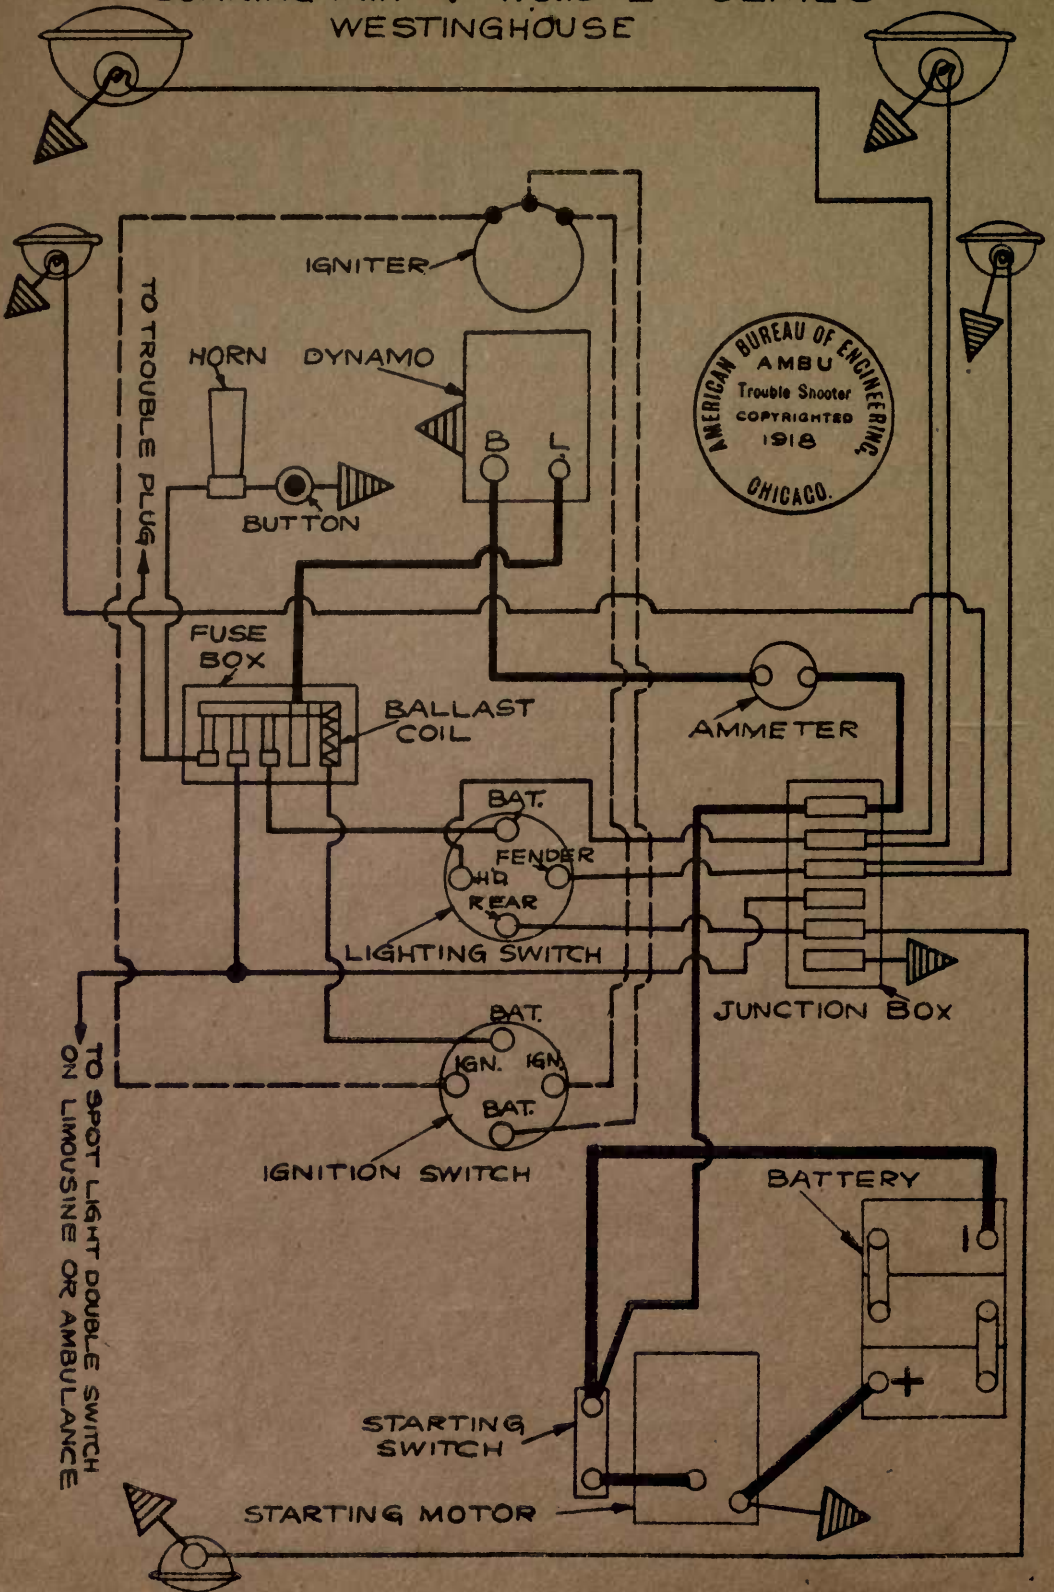 WESTINGHOUSE
IGNITER
TO TROUBLE PLUG
HORN
DYNAMO
B
L
BUTTON
AMERICAN BUREAU OF ENGINEERING,
AMBU
Trouble Shooter
COPYRIGHTED
1918
CHICAGO.
FUSE
BOX
BALLAST
COIL
AMMETER
BAT.
FENDER
HD
REAR
LIGHTING SWITCH
JUNCTION BOX
BAT.
IGN.
IGN.
BAT.
IGNITION SWITCH
TO SPOT LIGHT DOUBLE SWITCH
ON LIMOUSINE OR AMBULANCE
BATTERY
–
+
STARTING
SWITCH
STARTING MOTOR